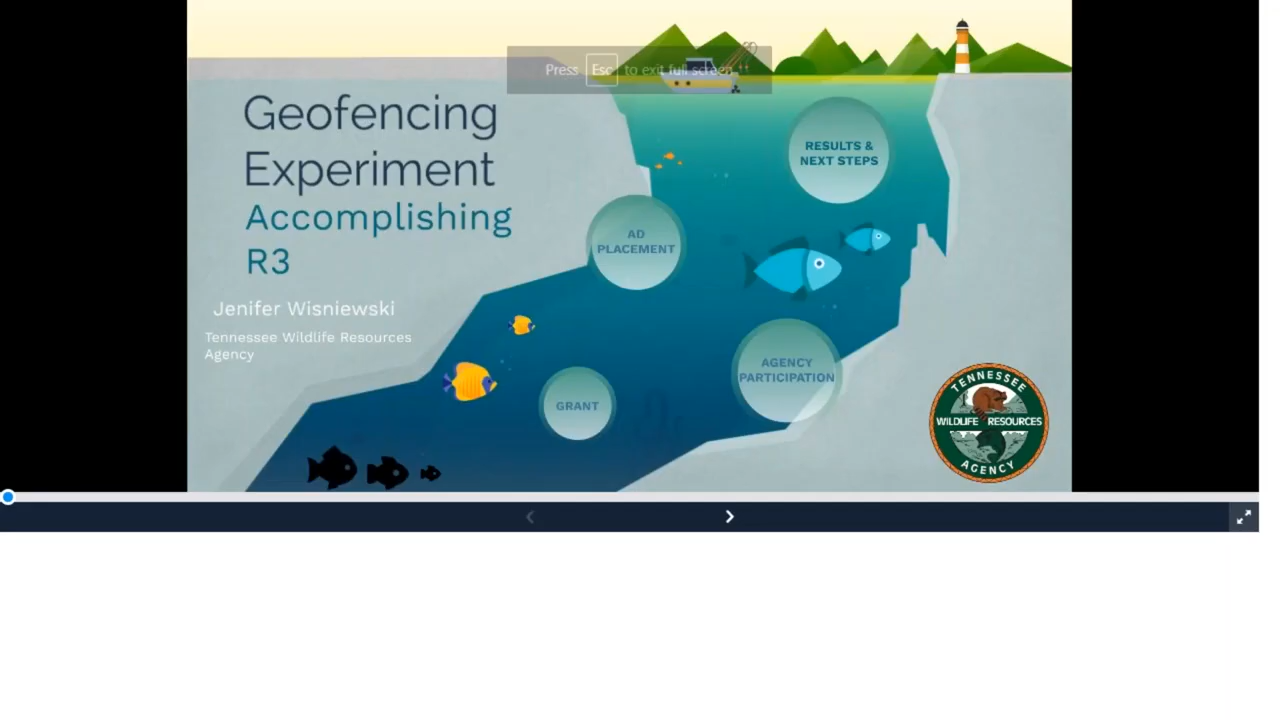 Press Esc to exit full screen
Geofencing
Experiment
Accomplishing
R3
Jenifer Wisniewski
Tennessee Wildlife Resources
Agency
RESULTS &
NEXT STEPS
AD
PLACEMENT
AGENCY
PARTICIPATION
GRANT
TENNESSEE
WILDLIFE RESOURCES
AGENCY